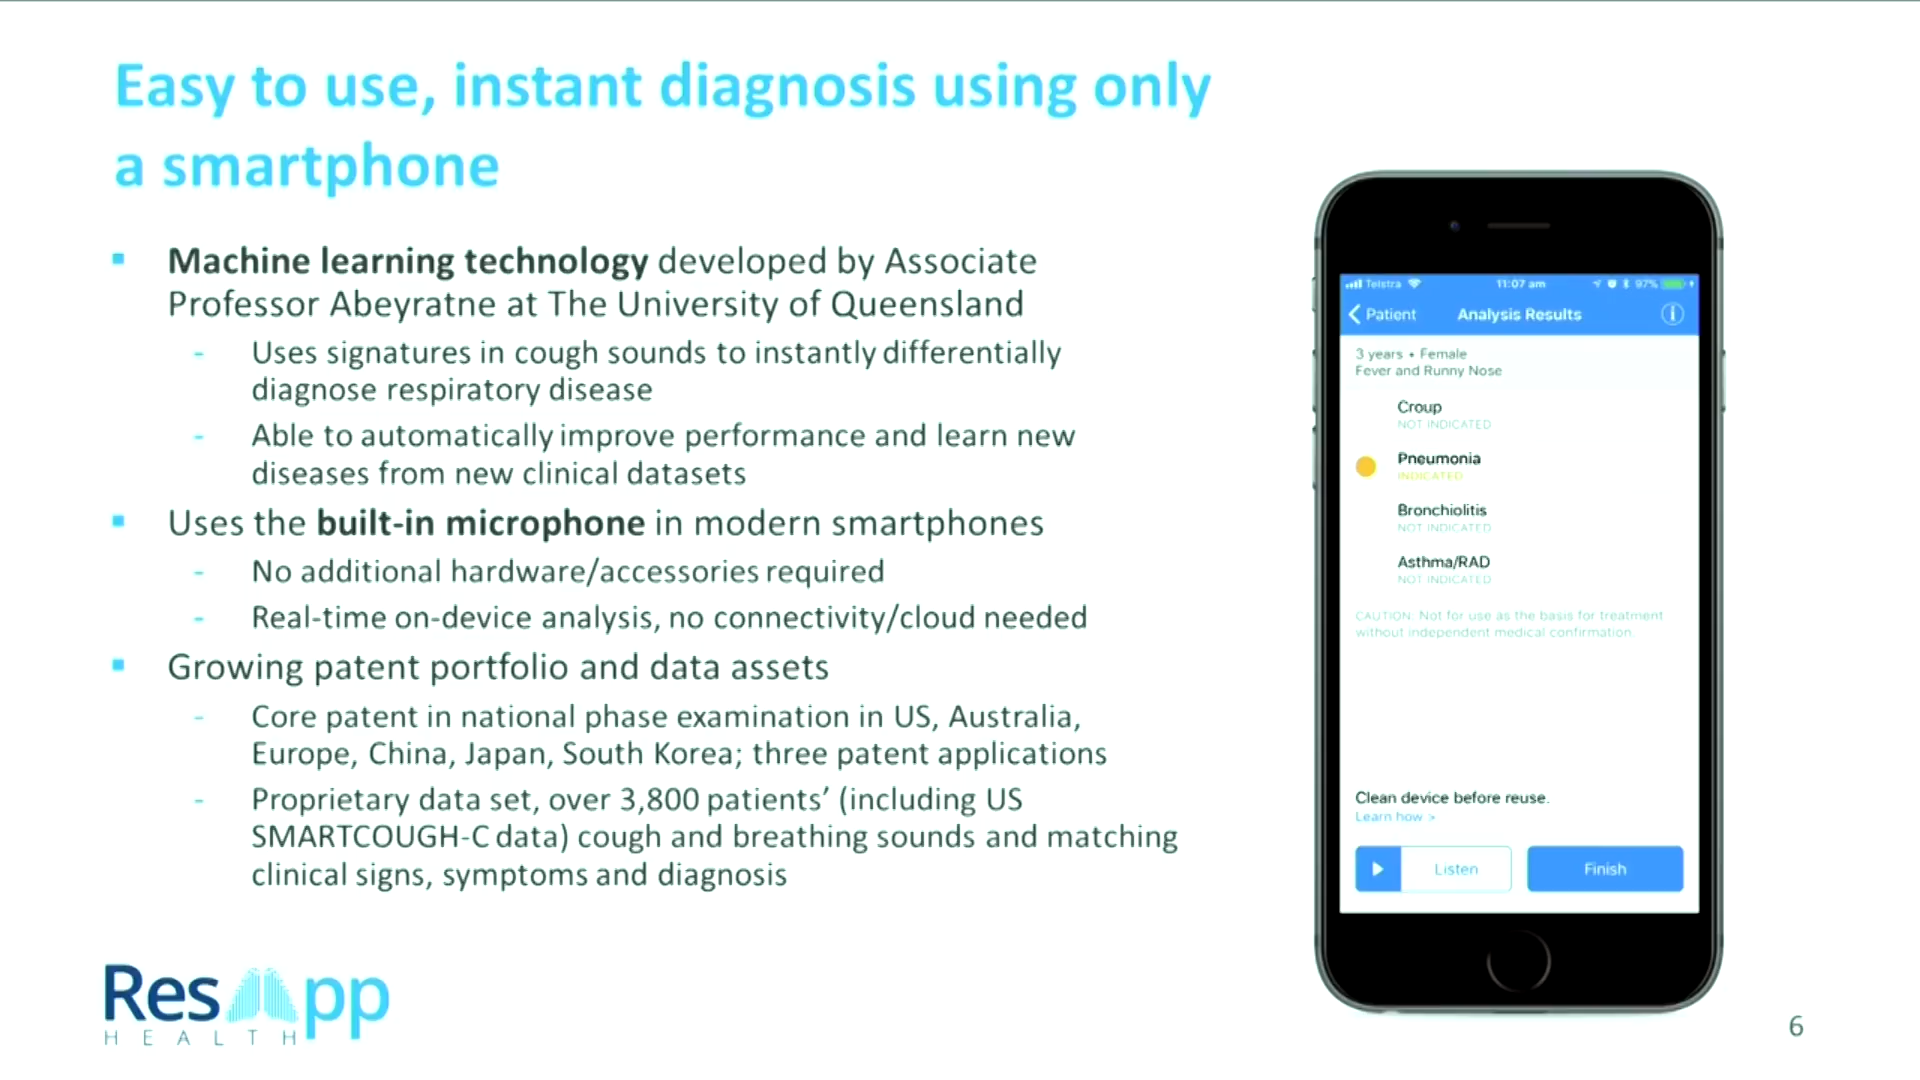 Easy to use, instant diagnosis using only
a smartphone
Machine learning technology developed by Associate
Professor Abeyratne at The University of Queensland
- Uses signatures in cough sounds to instantly differentially
diagnose respiratory disease
- Able to automatically improve performance and learn new
diseases from new clinical datasets
Uses the built-in microphone in modern smartphones
- No additional hardware/accessories required
- Real-time on-device analysis, no connectivity/cloud needed
Growing patent portfolio and data assets
- Core patent in national phase examination in US, Australia,
Europe, China, Japan, South Korea; three patent applications
- Proprietary data set, over 3,800 patients’ (including US
SMARTCOUGH-C data) cough and breathing sounds and matching
clinical signs, symptoms and diagnosis
Telstra 11:07 am 97%
Patient Analysis Results
3 years • Female
Fever and Runny Nose
Croup
NOT INDICATED
Pneumonia
INDICATED
Bronchiolitis
NOT INDICATED
Asthma/RAD
NOT INDICATED
CAUTION: Not for use as the basis for treatment
without independent medical confirmation.
Clean device before reuse.
Learn how >
Listen Finish
ResApp
HEALTH
6